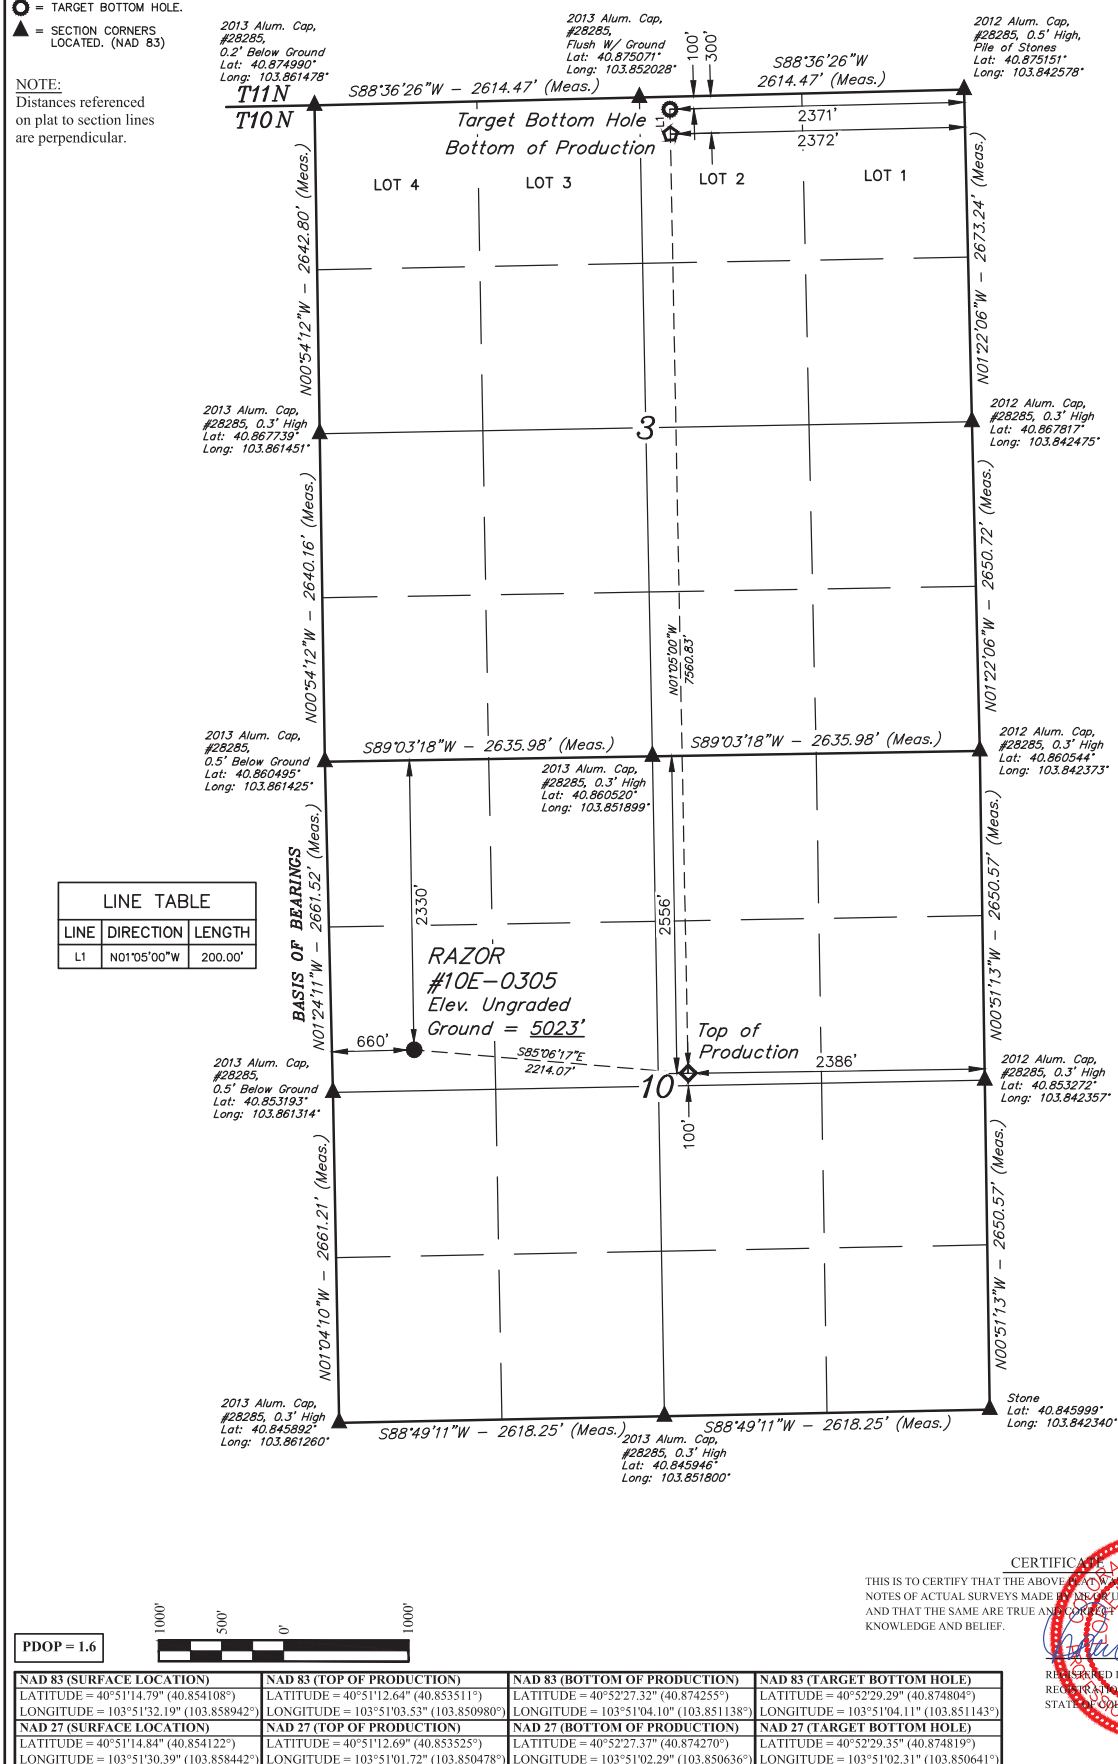 = TARGET BOTTOM HOLE.
= SECTION CORNERS
LOCATED. (NAD 83)
NOTE:
Distances referenced
on plat to section lines
are perpendicular.
2013 Alum. Cap,
#28285,
0.2' Below Ground
Lat: 40.874990°
Long: 103.861478°
2013 Alum. Cap,
#28285,
Flush W/ Ground
Lat: 40.875071°
Long: 103.852028°
2012 Alum. Cap,
#28285, 0.5' High,
Pile of Stones
Lat: 40.875151°
Long: 103.842578°
T11N
T10N
S88°36'26"W - 2614.47' (Meas.)
S88°36'26"W
2614.47' (Meas.)
100'
300'
Target Bottom Hole
Bottom of Production
L1
2371'
2372'
LOT 4
LOT 3
LOT 2
LOT 1
N00°54'12"W - 2642.80' (Meas.)
N01°22'06"W - 2673.24' (Meas.)
2013 Alum. Cap,
#28285, 0.3' High
Lat: 40.867739°
Long: 103.861451°
3
2012 Alum. Cap,
#28285, 0.3' High
Lat: 40.867817°
Long: 103.842475°
N00°54'12"W - 2640.16' (Meas.)
N01°22'06"W - 2650.72' (Meas.)
N01°05'00"W
7560.83'
2013 Alum. Cap,
#28285,
0.5' Below Ground
Lat: 40.860495°
Long: 103.861425°
S89°03'18"W - 2635.98' (Meas.)
S89°03'18"W - 2635.98' (Meas.)
2013 Alum. Cap,
#28285, 0.3' High
Lat: 40.860520°
Long: 103.851899°
2012 Alum. Cap,
#28285, 0.3' High
Lat: 40.860544°
Long: 103.842373°
LINE TABLE
LINE DIRECTION LENGTH
L1 N01°05'00"W 200.00'
BASIS OF BEARINGS
N01°24'11"W - 2661.52' (Meas.)
2330'
2556'
N00°51'13"W - 2650.57' (Meas.)
RAZOR
#10E-0305
Elev. Ungraded
Ground = 5023'
660'
S85°06'17"E
2214.07'
Top of
Production
2386'
2013 Alum. Cap,
#28285,
0.5' Below Ground
Lat: 40.853193°
Long: 103.861314°
10
100'
2012 Alum. Cap,
#28285, 0.3' High
Lat: 40.853272°
Long: 103.842357°
N01°04'10"W - 2661.21' (Meas.)
N00°51'13"W - 2650.57' (Meas.)
2013 Alum. Cap,
#28285, 0.3' High
Lat: 40.845892°
Long: 103.861260°
S88°49'11"W - 2618.25' (Meas.)
S88°49'11"W - 2618.25' (Meas.)
2013 Alum. Cap,
#28285, 0.3' High
Lat: 40.845946°
Long: 103.851800°
Stone
Lat: 40.845999°
Long: 103.842340°
CERTIFICATE
THIS IS TO CERTIFY THAT THE ABOVE PLAT
NOTES OF ACTUAL SURVEYS MADE BY ME OR
AND THAT THE SAME ARE TRUE AND CORRECT
KNOWLEDGE AND BELIEF.
REGISTERED
STATE OF
PDOP = 1.6
1000' 500' 0' 1000'
NAD 83 (SURFACE LOCATION) NAD 83 (TOP OF PRODUCTION) NAD 83 (BOTTOM OF PRODUCTION) NAD 83 (TARGET BOTTOM HOLE)
LATITUDE = 40°51'14.79" (40.854108°) LATITUDE = 40°51'12.64" (40.853511°) LATITUDE = 40°52'27.32" (40.874255°) LATITUDE = 40°52'29.29" (40.874804°)
LONGITUDE = 103°51'32.19" (103.858942°) LONGITUDE = 103°51'03.53" (103.850980°) LONGITUDE = 103°51'04.10" (103.851138°) LONGITUDE = 103°51'04.11" (103.851143°)
NAD 27 (SURFACE LOCATION) NAD 27 (TOP OF PRODUCTION) NAD 27 (BOTTOM OF PRODUCTION) NAD 27 (TARGET BOTTOM HOLE)
LATITUDE = 40°51'14.84" (40.854122°) LATITUDE = 40°51'12.69" (40.853525°) LATITUDE = 40°52'27.37" (40.874270°) LATITUDE = 40°52'29.35" (40.874819°)
LONGITUDE = 103°51'30.39" (103.858442°) LONGITUDE = 103°51'01.72" (103.850478°) LONGITUDE = 103°51'02.29" (103.850636°) LONGITUDE = 103°51'02.31" (103.850641°)